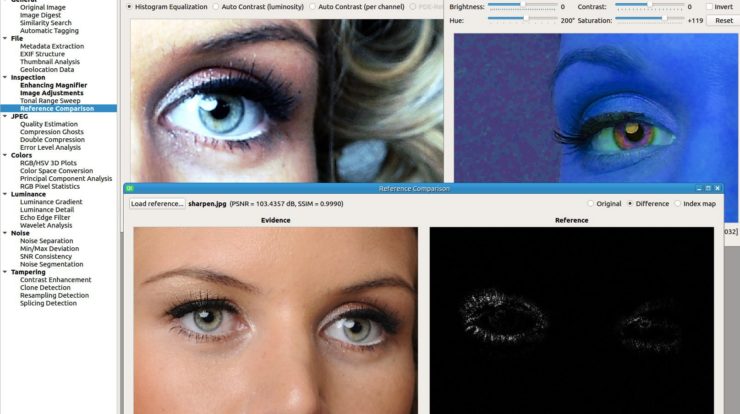 General
Original Image
Image Digest
Similarity Search
Automatic Tagging
File
Metadata Extraction
EXIF Structure
Thumbnail Analysis
Geolocation Data
Inspection
Enhancing Magnifier
Image Adjustments
Tonal Range Sweep
Reference Comparison
JPEG
Quality Estimation
Compression Ghosts
Double Compression
Error Level Analysis
Colors
RGB/HSV 3D Plots
Color Space Conversion
Principal Component Analysis
RGB Pixel Statistics
Luminance
Luminance Gradient
Luminance Detail
Echo Edge Filter
Wavelet Analysis
Noise
Noise Separation
Min/Max Deviation
SNR Consistency
Noise Segmentation
Tampering
Contrast Enhancement
Clone Detection
Resampling Detection
Splicing Detection
Histogram Equalization Auto Contrast (luminosity) Auto Contrast (per channel)
Brightness: 0 Contrast: 0 Invert
Hue: 200° Saturation: +119 Reset
Reference Comparison
Load reference... sharpen.jpg (PSNR = 103.4357 dB, SSIM = 0.9990) Original Difference Index map
Evidence Reference
032]